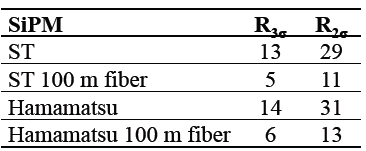 SiPM R3σ R2σ
ST 13 29
ST 100 m fiber 5 11
Hamamatsu 14 31
Hamamatsu 100 m fiber 6 13